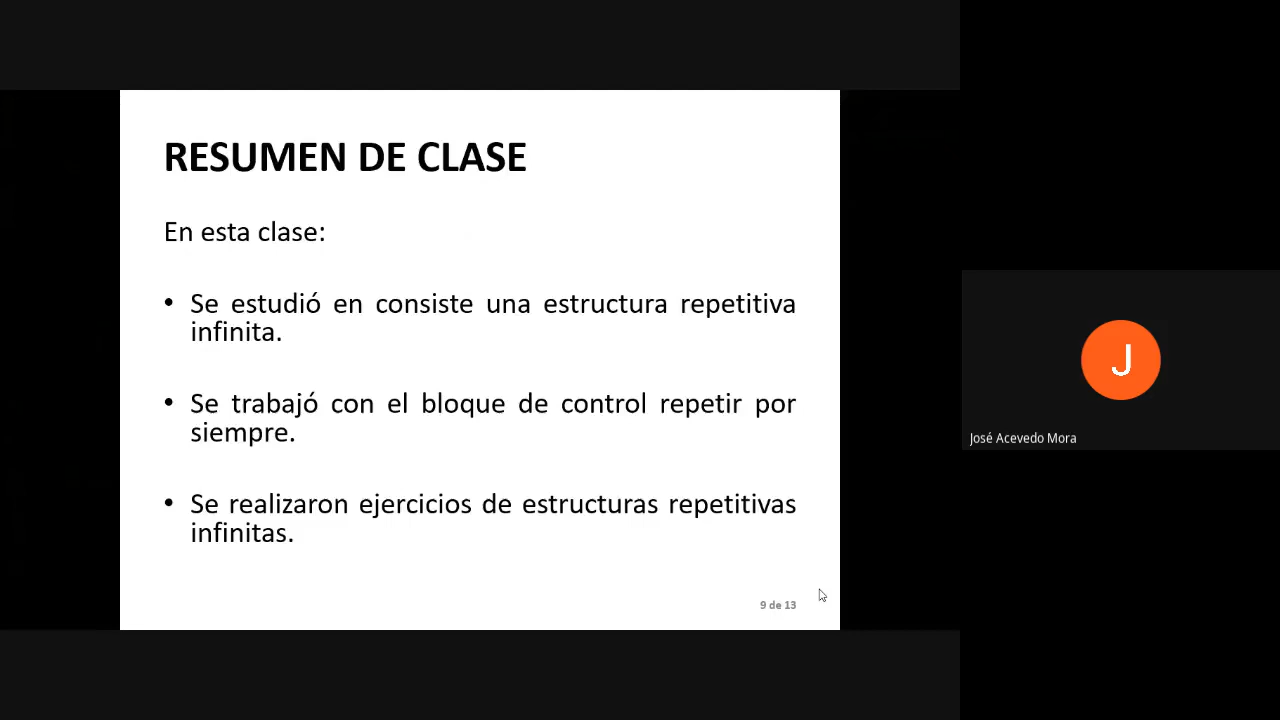 RESUMEN DE CLASE
En esta clase:
• Se estudió en consiste una estructura repetitiva
infinita.
• Se trabajó con el bloque de control repetir por
siempre.
• Se realizaron ejercicios de estructuras repetitivas
infinitas.
9 de 13
J
José Acevedo Mora